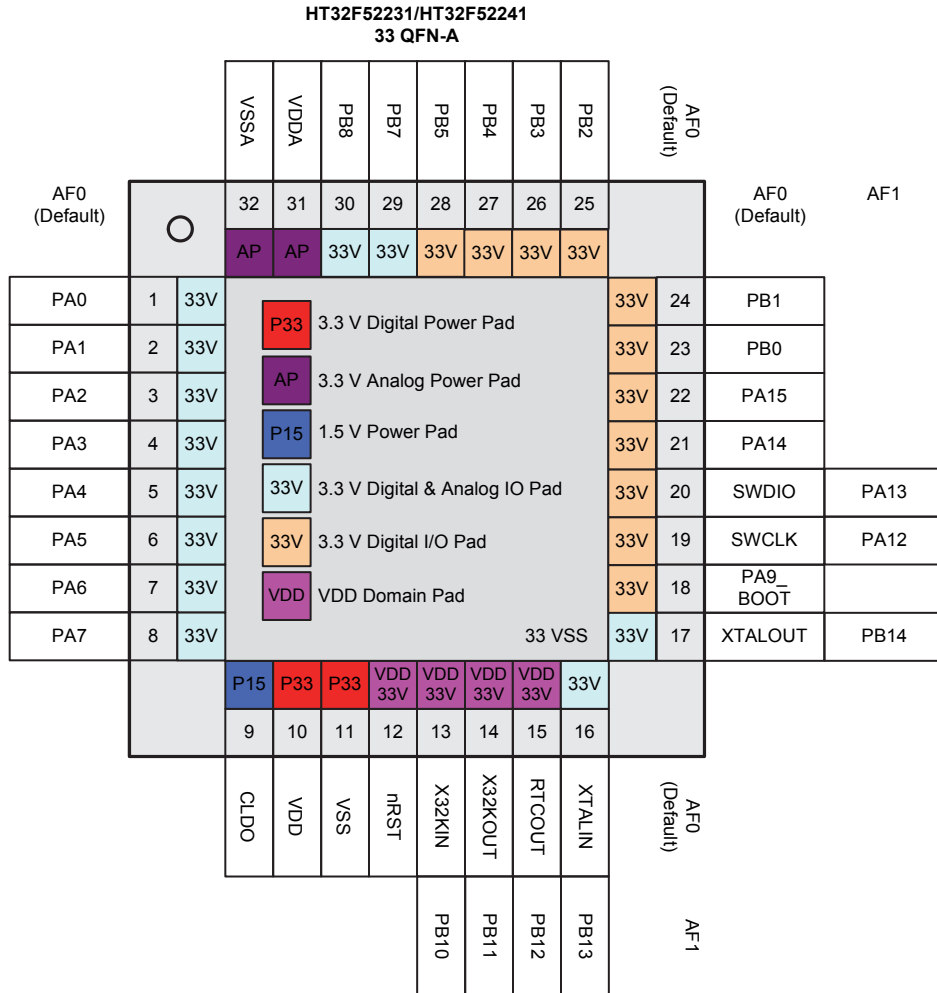 HT32F52231/HT32F52241
33 QFN-A
VSSA VDDA PB8 PB7 PB5 PB4 PB3 PB2
AF0
(Default)
AF0
(Default)
32 31 30 29 28 27 26 25
AF0
(Default)
AF1
AP AP 33V 33V 33V 33V 33V 33V
PA0 1 33V 33V 24 PB1
P33 3.3 V Digital Power Pad
PA1 2 33V 33V 23 PB0
AP 3.3 V Analog Power Pad
PA2 3 33V 33V 22 PA15
P15 1.5 V Power Pad
PA3 4 33V 33V 21 PA14
33V 3.3 V Digital & Analog IO Pad
PA4 5 33V 33V 20 SWDIO PA13
33V 3.3 V Digital I/O Pad
PA5 6 33V 33V 19 SWCLK PA12
VDD VDD Domain Pad
PA6 7 33V 33V 18 PA9_
BOOT
PA7 8 33V 33 VSS 33V 17 XTALOUT PB14
P15 P33 P33 VDD
33V VDD
33V VDD
33V VDD
33V 33V
9 10 11 12 13 14 15 16
CLDO VDD VSS nRST X32KIN X32KOUT RTCOUT XTALIN
AF0
(Default)
PB10 PB11 PB12 PB13
AF1